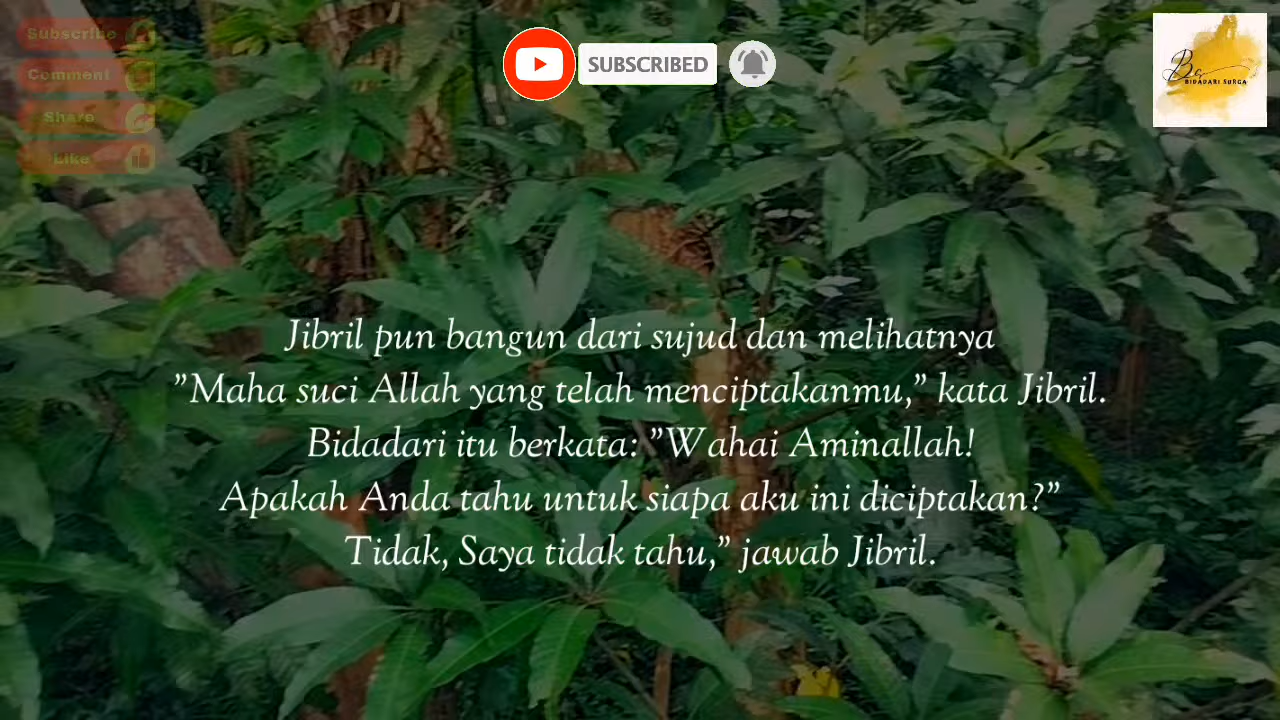 Subscribe
Comment
Share
Like
SUBSCRIBED
Bs
BIDADARI SURGA
Jibril pun bangun dari sujud dan melihatnya
”Maha suci Allah yang telah menciptakanmu,” kata Jibril.
Bidadari itu berkata: ”Wahai Aminallah!
Apakah Anda tahu untuk siapa aku ini diciptakan?”
Tidak, Saya tidak tahu,” jawab Jibril.